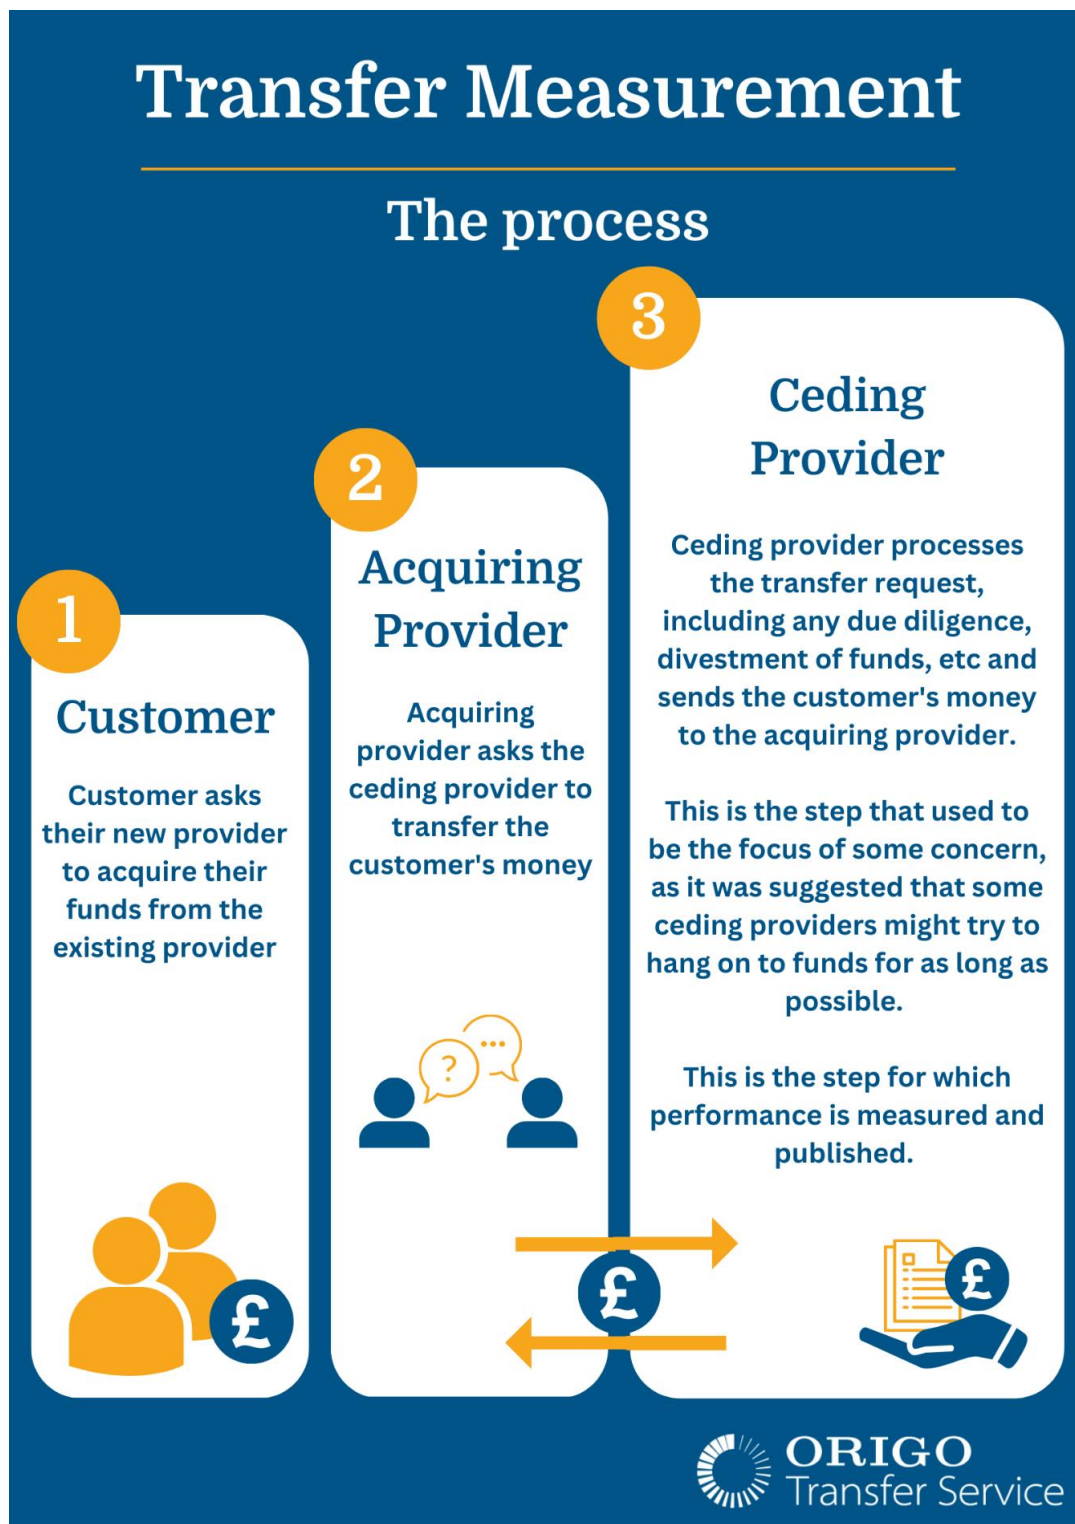 Transfer Measurement
The process
1
Customer
Customer asks
their new provider
to acquire their
funds from the
existing provider
£
2
Acquiring
Provider
Acquiring
provider asks the
ceding provider to
transfer the
customer's money
?
...
£
3
Ceding
Provider
Ceding provider processes
the transfer request,
including any due diligence,
divestment of funds, etc and
sends the customer's money
to the acquiring provider.
This is the step that used to
be the focus of some concern,
as it was suggested that some
ceding providers might try to
hang on to funds for as long as
possible.
This is the step for which
performance is measured and
published.
£
ORIGO
Transfer Service